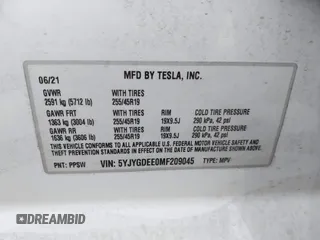 06/21
MFD BY TESLA, INC.
GVWR
2591 kg (5712 lb)
WITH TIRES
255/45R19
GAWR FRT
1363 kg (3004 lb)
WITH TIRES
255/45R19
RIM
19X9.5J
COLD TIRE PRESSURE
290 kPa, 42 psi
GAWR RR
1636 kg (3606 lb)
WITH TIRES
255/45R19
RIM
19X9.5J
COLD TIRE PRESSURE
290 kPa, 42 psi
THIS VEHICLE CONFORMS TO ALL APPLICABLE FEDERAL MOTOR VEHICLE
SAFETY, BUMPER, AND THEFT PREVENTION STANDARDS IN EFFECT ON
THE DATE OF MANUFACTURE SHOWN ABOVE.
PNT: PPSW
VIN: 5YJYGDEE0MF209045
TYPE: MPV
DREAMBID
DREAMBID.COM